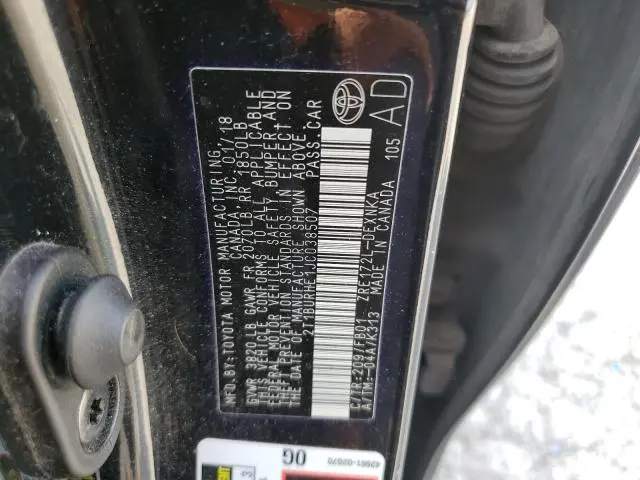 MFD.BY:TOYOTA MOTOR MANUFACTURING
CANADA, INC. 01/18
GVWR 3820LB GAWR FR 2070LB,RR 1850LB
THIS VEHICLE CONFORMS TO ALL APPLICABLE
FEDERAL MOTOR VEHICLE SAFETY, BUMPER AND
THEFT PREVENTION STANDARDS IN EFFECT ON
THE DATE OF MANUFACTURE SHOWN ABOVE.
2T1BURHE1JC038507 PASS.CAR
C/TR:209/FB01 ZRE172L-DEXNKA
A/TM:-04A/K313 MADE IN CANADA 105
AD
0G